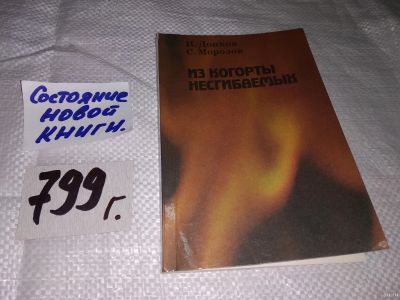 И. Донков
С. Морозов
ИЗ КОГОРТЫ
НЕСГИБАЕМЫХ
Состояние
новой
книги.
799 г.